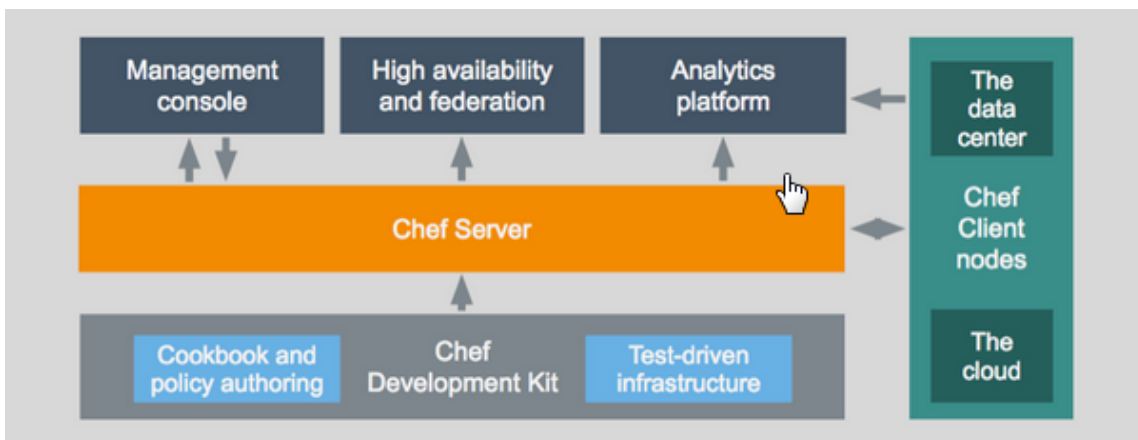 Management
console
High availability
and federation
Analytics
platform
The
data
center
Chef Server
Chef
Client
nodes
Cookbook and
policy authoring
Chef
Development Kit
Test-driven
infrastructure
The
cloud